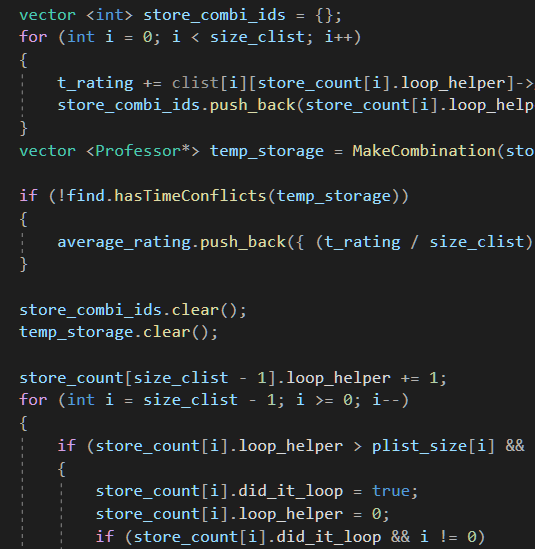 vector <int> store_combi_ids = {};
for (int i = 0; i < size_clist; i++)
{
t_rating += clist[i][store_count[i].loop_helper]->
store_combi_ids.push_back(store_count[i].loop_help
}
vector <Professor*> temp_storage = MakeCombination(sto
if (!find.hasTimeConflicts(temp_storage))
{
average_rating.push_back({ (t_rating / size_clist)
}
store_combi_ids.clear();
temp_storage.clear();
store_count[size_clist - 1].loop_helper += 1;
for (int i = size_clist - 1; i >= 0; i--)
{
if (store_count[i].loop_helper > plist_size[i] &&
{
store_count[i].did_it_loop = true;
store_count[i].loop_helper = 0;
if (store_count[i].did_it_loop && i != 0)